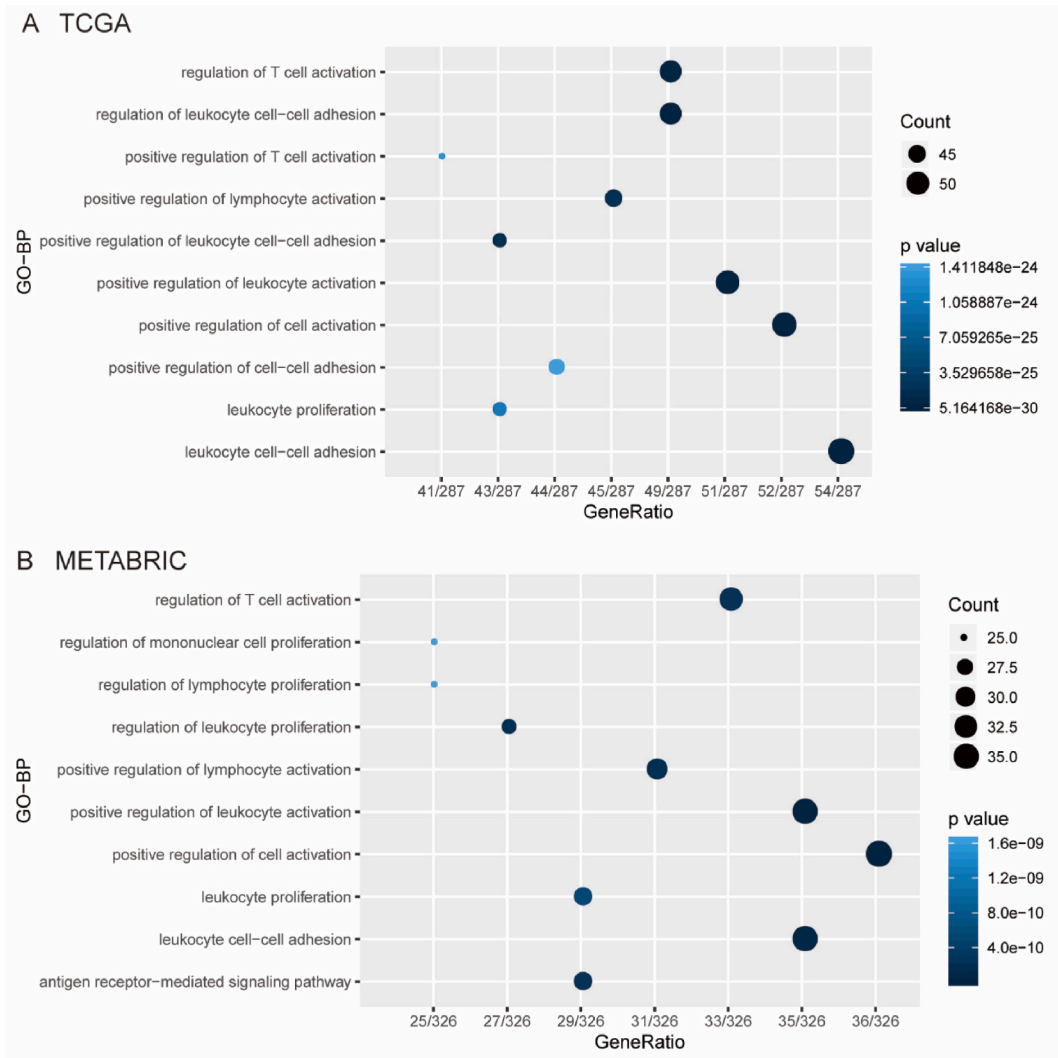 A TCGA
GO−BP
regulation of T cell activation
regulation of leukocyte cell−cell adhesion
positive regulation of T cell activation
positive regulation of lymphocyte activation
positive regulation of leukocyte cell−cell adhesion
positive regulation of leukocyte activation
positive regulation of cell activation
positive regulation of cell−cell adhesion
leukocyte proliferation
leukocyte cell−cell adhesion
41/287 43/287 44/287 45/287 49/287 51/287 52/287 54/287
GeneRatio
Count
45
50
p value
1.411848e−24
1.058887e−24
7.059265e−25
3.529658e−25
5.164168e−30
B METABRIC
GO−BP
regulation of T cell activation
regulation of mononuclear cell proliferation
regulation of lymphocyte proliferation
regulation of leukocyte proliferation
positive regulation of lymphocyte activation
positive regulation of leukocyte activation
positive regulation of cell activation
leukocyte proliferation
leukocyte cell−cell adhesion
antigen receptor−mediated signaling pathway
25/326 27/326 29/326 31/326 33/326 35/326 36/326
GeneRatio
Count
25.0
27.5
30.0
32.5
35.0
p value
1.6e−09
1.2e−09
8.0e−10
4.0e−10